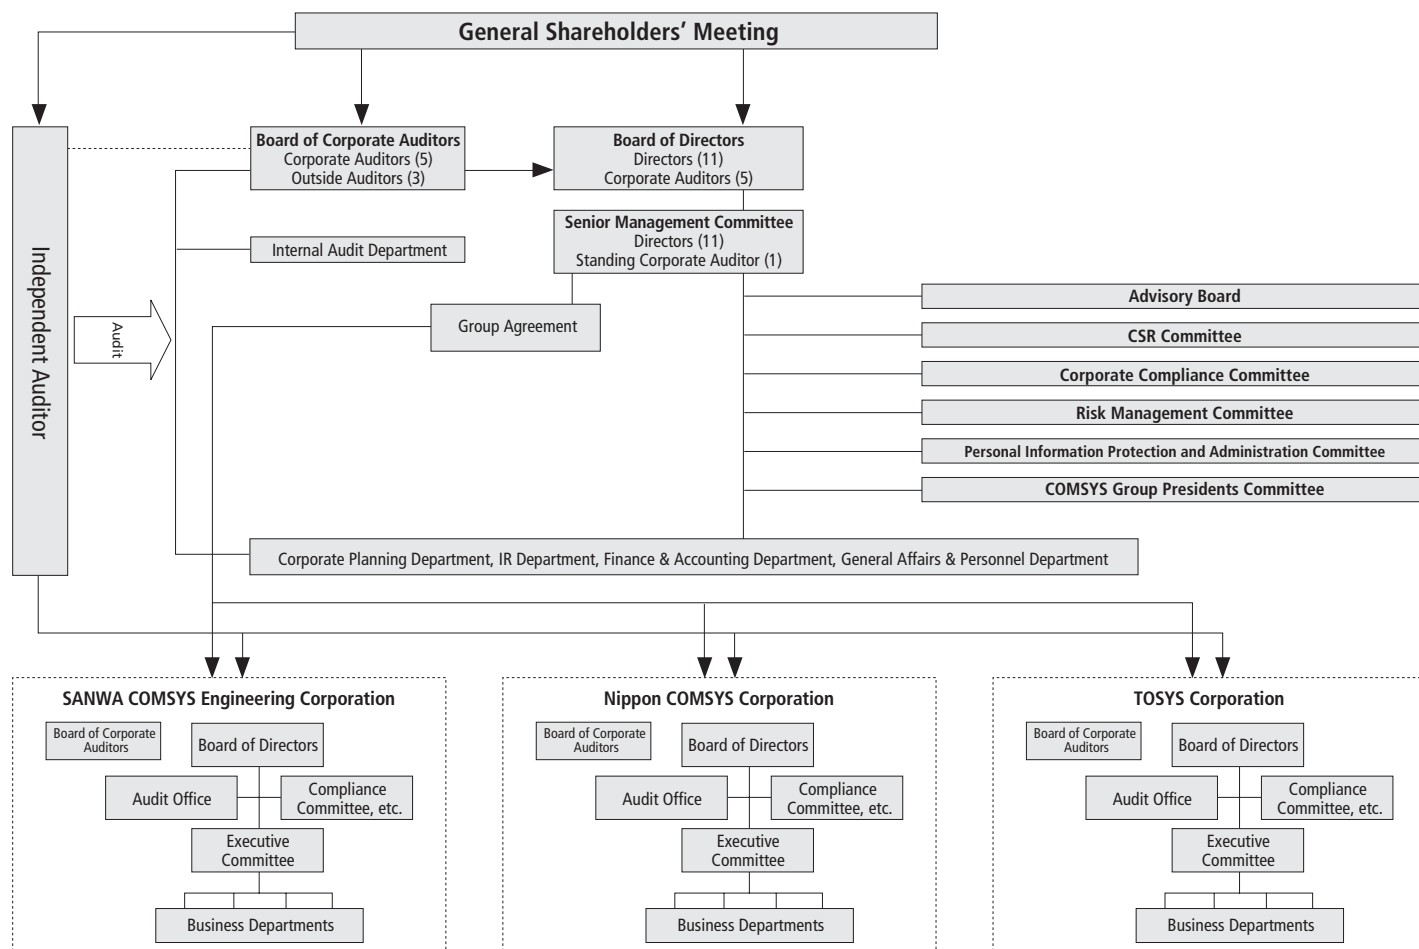 General Shareholders’ Meeting
Board of Corporate Auditors
Corporate Auditors (5)
Outside Auditors (3)
Board of Directors
Directors (11)
Corporate Auditors (5)
Senior Management Committee
Directors (11)
Standing Corporate Auditor (1)
Internal Audit Department
Independent Auditor
Audit
Group Agreement
Advisory Board
CSR Committee
Corporate Compliance Committee
Risk Management Committee
Personal Information Protection and Administration Committee
COMSYS Group Presidents Committee
Corporate Planning Department, IR Department, Finance & Accounting Department, General Affairs & Personnel Department
SANWA COMSYS Engineering Corporation
Board of Corporate
Auditors
Board of Directors
Audit Office
Compliance
Committee, etc.
Executive
Committee
Business Departments
Nippon COMSYS Corporation
Board of Corporate
Auditors
Board of Directors
Audit Office
Compliance
Committee, etc.
Executive
Committee
Business Departments
TOSYS Corporation
Board of Corporate
Auditors
Board of Directors
Audit Office
Compliance
Committee, etc.
Executive
Committee
Business Departments